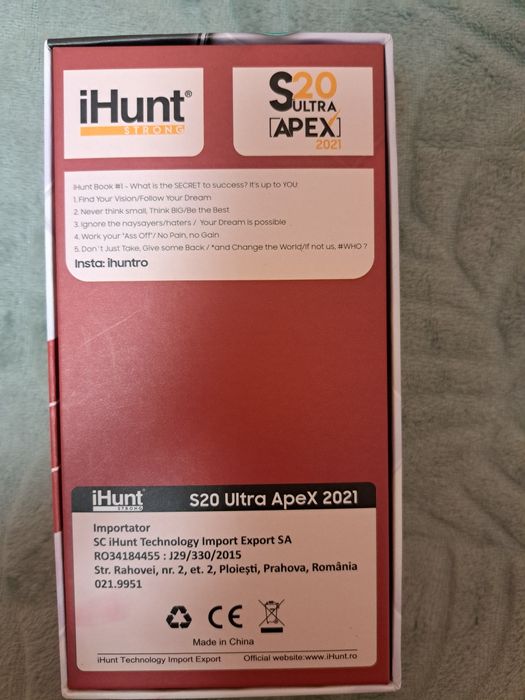 iHunt®
STRONG
S20
ULTRA
[APEX]
2021
iHunt Book #1 - What is the SECRET to success? It's up to YOU
1. Find Your Vision/Follow Your Dream
2. Never think small, Think BIG/Be the Best
3. Ignore the naysayers/haters / Your Dream is possible
4. Work your "Ass Off"/ No Pain, no Gain
5. Don't Just Take, Give some Back / *and Change the World/If not us, #WHO ?
Insta: ihuntro
iHunt
STRONG
S20 Ultra ApeX 2021
Importator
SC iHunt Technology Import Export SA
RO34184455 : J29/330/2015
Str. Rahovei, nr. 2, et. 2, Ploiești, Prahova, România
021.9951
CE
Made in China
iHunt Technology Import Export Official website:www.iHunt.ro